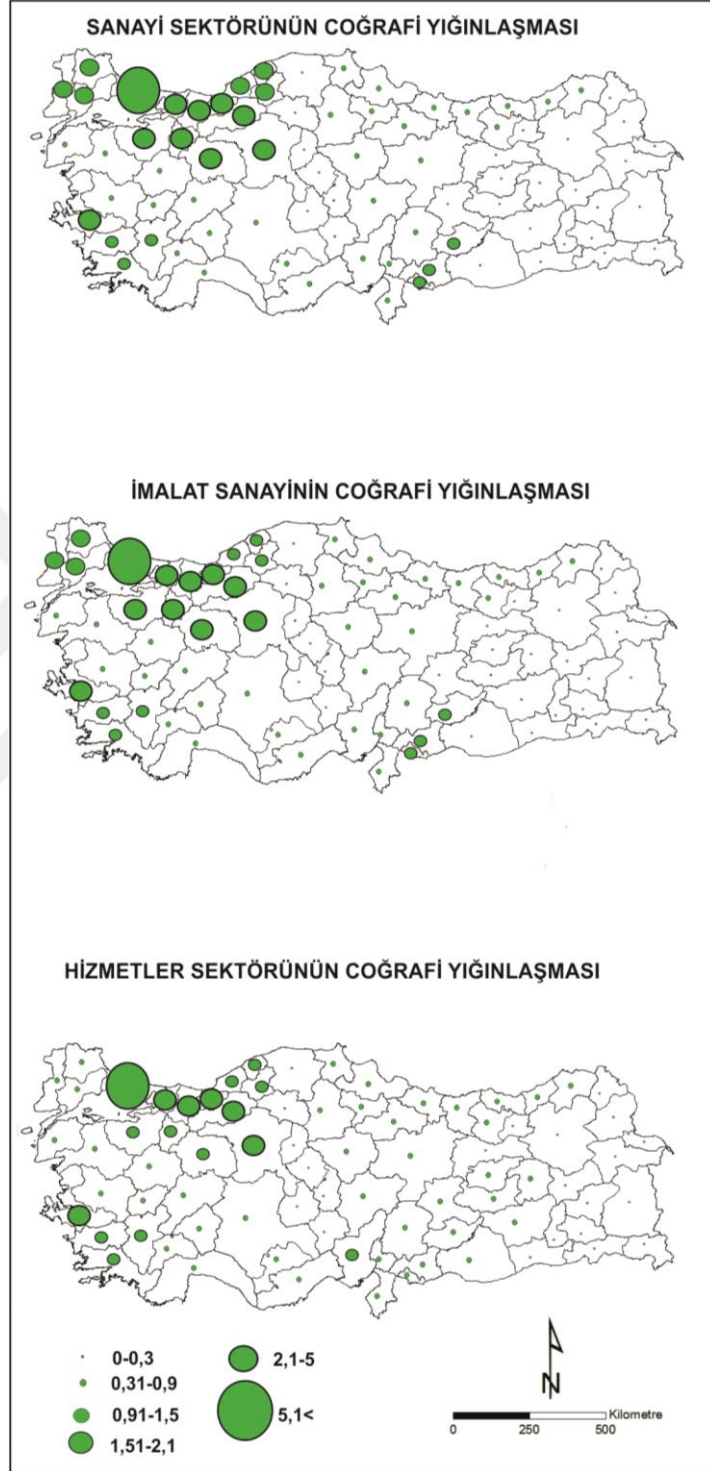 SANAYİ SEKTÖRÜNÜN COĞRAFİ YIĞINLAŞMASI
İMALAT SANAYİNİN COĞRAFİ YIĞINLAŞMASI
HİZMETLER SEKTÖRÜNÜN COĞRAFİ YIĞINLAŞMASI
0-0,3
0,31-0,9
0,91-1,5
1,51-2,1
2,1-5
5,1<
N
Kilometre
0 250 500